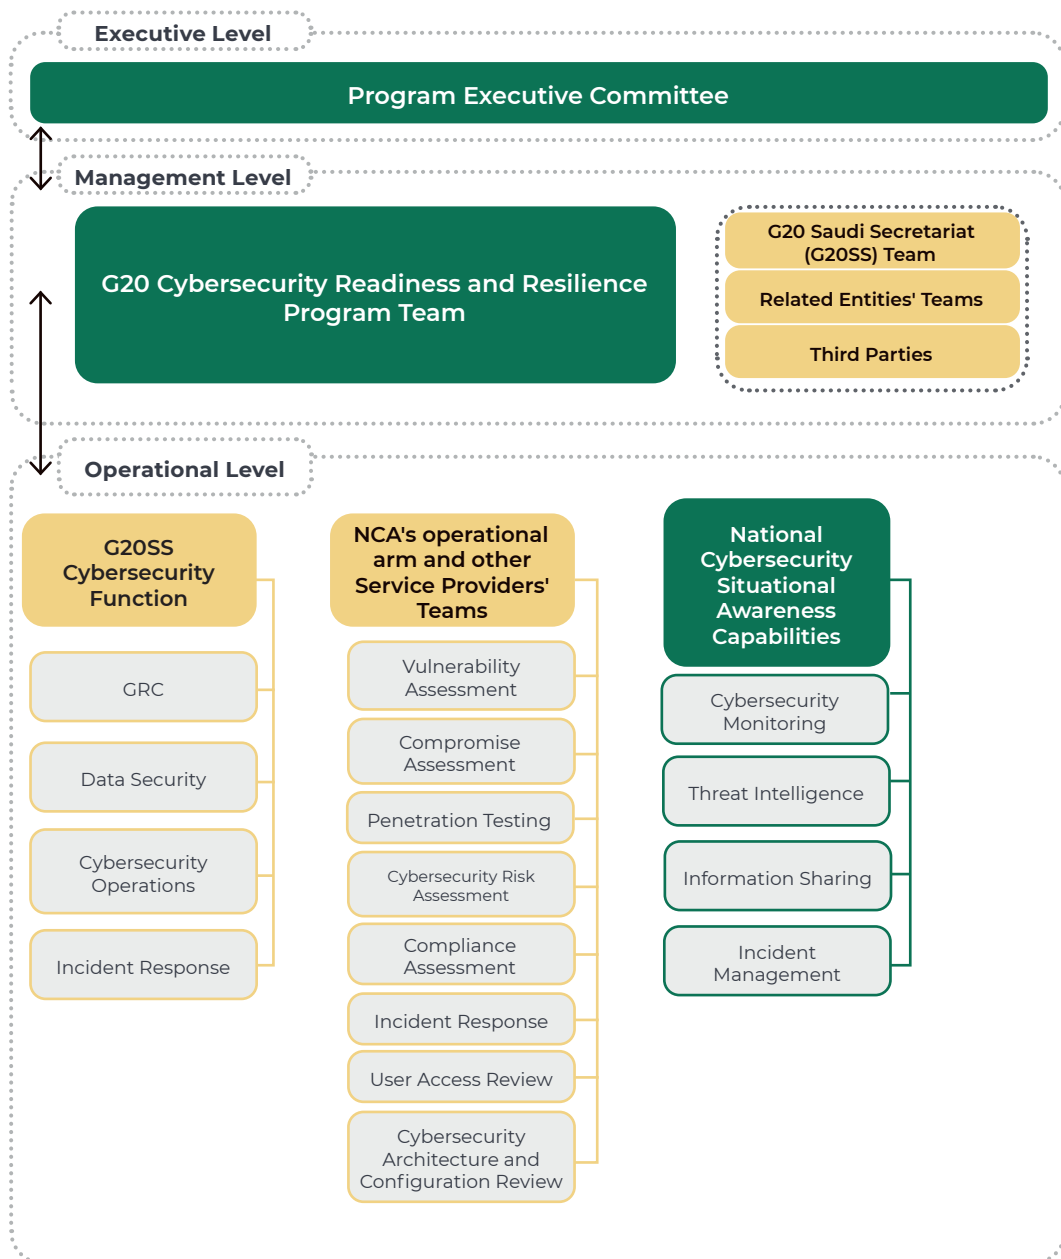 Executive Level
Program Executive Committee
Management Level
G20 Cybersecurity Readiness and Resilience
Program Team
G20 Saudi Secretariat
(G20SS) Team
Related Entities' Teams
Third Parties
Operational Level
G20SS
Cybersecurity
Function
GRC
Data Security
Cybersecurity
Operations
Incident Response
NCA's operational
arm and other
Service Providers'
Teams
Vulnerability
Assessment
Compromise
Assessment
Penetration Testing
Cybersecurity Risk
Assessment
Compliance
Assessment
Incident Response
User Access Review
Cybersecurity
Architecture and
Configuration Review
National
Cybersecurity
Situational
Awareness
Capabilities
Cybersecurity
Monitoring
Threat Intelligence
Information Sharing
Incident
Management